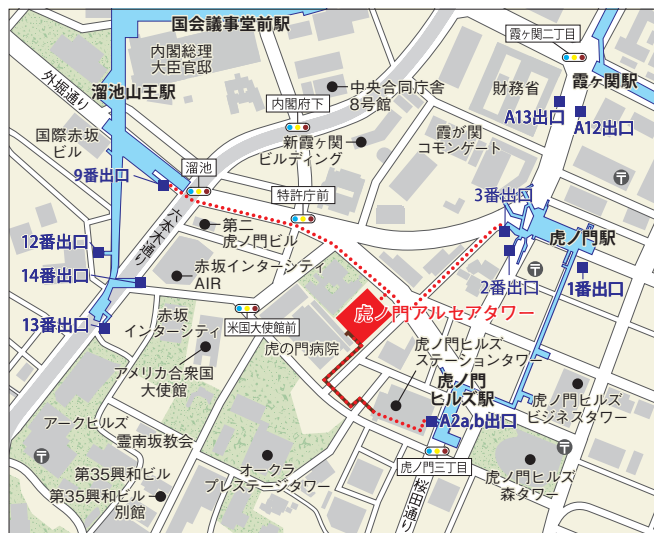 国会議事堂前駅
霞ヶ関二丁目
内閣総理
大臣官邸
外堀通り
溜池山王駅
中央合同庁舎
8号館
財務省
霞ヶ関駅
内閣府下
A13出口
A12出口
国際赤坂
ビル
新霞ヶ関
ビルディング
霞が関
コモンゲート
9番出口
溜池
特許庁前
3番出口
六本木通り
第二
虎ノ門ビル
虎ノ門駅
12番出口
14番出口
赤坂インターシティ
AIR
2番出口
1番出口
13番出口
赤坂
インターシティ
米国大使館前
虎ノ門アルセアタワー
虎の門病院
虎ノ門ヒルズ
ステーションタワー
アメリカ合衆国
大使館
虎ノ門
ヒルズ駅
虎ノ門ヒルズ
ビジネスタワー
アークヒルズ
A2a,b出口
霊南坂教会
虎ノ門三丁目
第35興和ビル
オークラ
プレステージタワー
桜田通り
虎ノ門ヒルズ
森タワー
第35興和ビル
別館